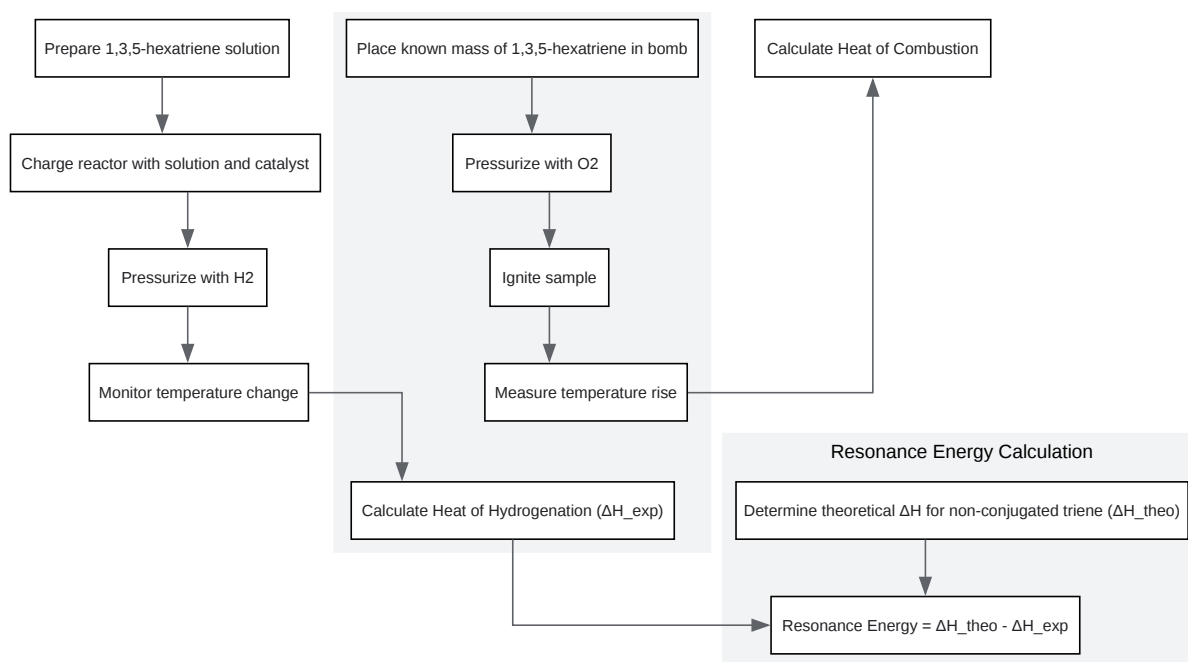 Prepare 1,3,5-hexatriene solution
Place known mass of 1,3,5-hexatriene in bomb
Calculate Heat of Combustion
Charge reactor with solution and catalyst
Pressurize with O2
Pressurize with H2
Ignite sample
Monitor temperature change
Measure temperature rise
Resonance Energy Calculation
Calculate Heat of Hydrogenation (ΔH_exp)
Determine theoretical ΔH for non-conjugated triene (ΔH_theo)
Resonance Energy = ΔH_theo - ΔH_exp